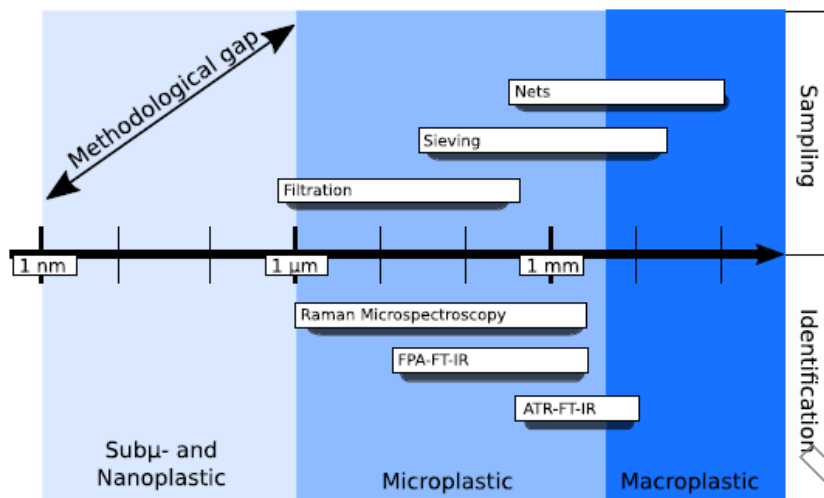 Methodological gap
Nets
Sieving
Filtration
Sampling
1 nm
1 µm
1 mm
Raman Microspectroscopy
FPA-FT-IR
ATR-FT-IR
Identification
Subµ- and
Nanoplastic
Microplastic
Macroplastic